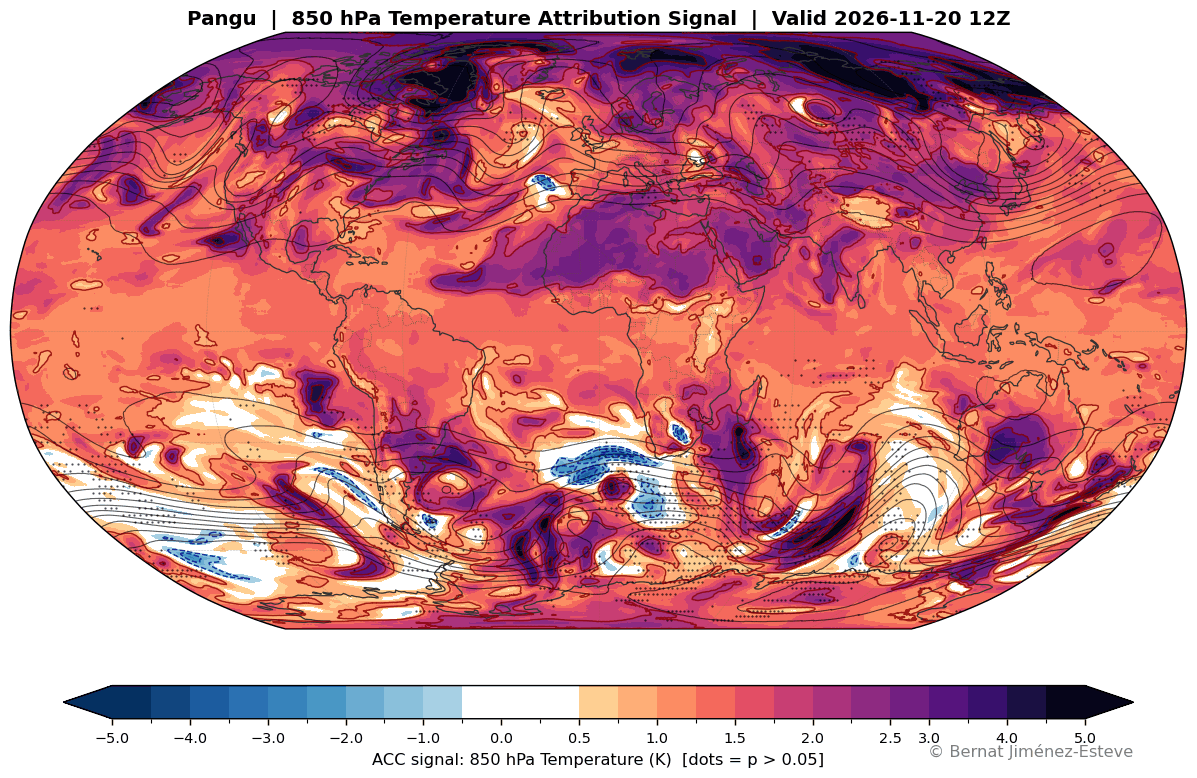 Pangu | 850 hPa Temperature Attribution Signal | Valid 2026-11-20 12Z
−5.0 −4.0 −3.0 −2.0 −1.0 0.0 0.5 1.0 1.5 2.0 2.5 3.0 4.0 5.0
ACC signal: 850 hPa Temperature (K) [dots = p > 0.05]
© Bernat Jiménez-Esteve